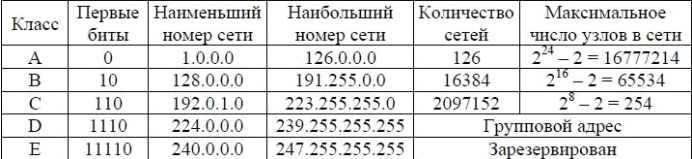 Класс Первые биты Наименьший номер сети Наибольший номер сети Количество сетей Максимальное число узлов в сети
A 0 1.0.0.0 126.0.0.0 126 2^24 – 2 = 16777214
B 10 128.0.0.0 191.255.0.0 16384 2^16 – 2 = 65534
C 110 192.0.1.0 223.255.255.0 2097152 2^8 – 2 = 254
D 1110 224.0.0.0 239.255.255.255 Групповой адрес
E 11110 240.0.0.0 247.255.255.255 Зарезервирован